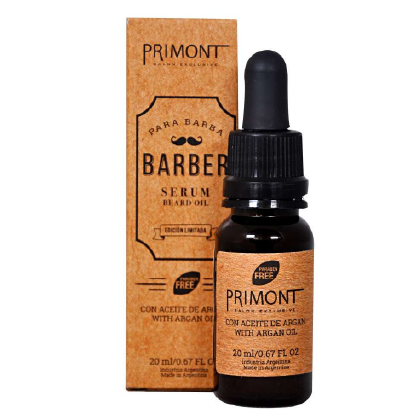 PRIMONT
SALON EXCLUSIVE
PARA BARBA
BARBER
SERUM
BEARD OIL
EDICIÓN LIMITADA
FREE
CON ACEITE DE ARGAN
WITH ARGAN OIL
20 ml/0.67 FL OZ
Industria Argentina
Made in Argentina
PARABEN
FREE
PRIMONT
SALON EXCLUSIVE
CON ACEITE DE ARGAN
WITH ARGAN OIL
20 ml/0.67 FL OZ
Industria Argentina
Made in Argentina